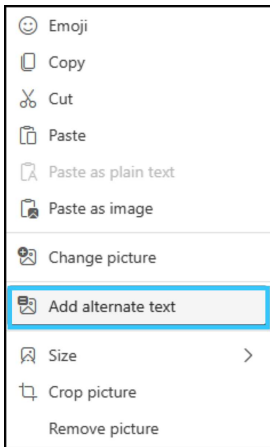 Emoji
Copy
Cut
Paste
Paste as plain text
Paste as image
Change picture
Add alternate text
Size
Crop picture
Remove picture